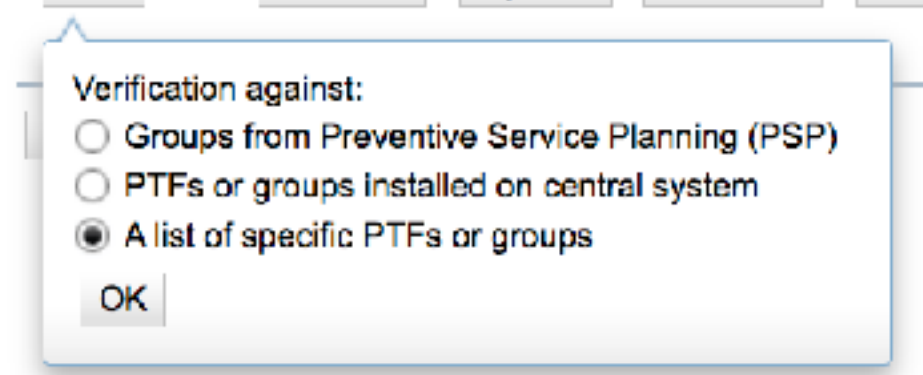 Verification against:
Groups from Preventive Service Planning (PSP)
PTFs or groups installed on central system
A list of specific PTFs or groups
OK